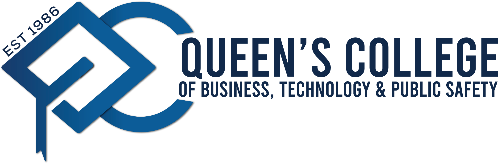 EST 1986
QUEEN'S COLLEGE
OF BUSINESS, TECHNOLOGY & PUBLIC SAFETY